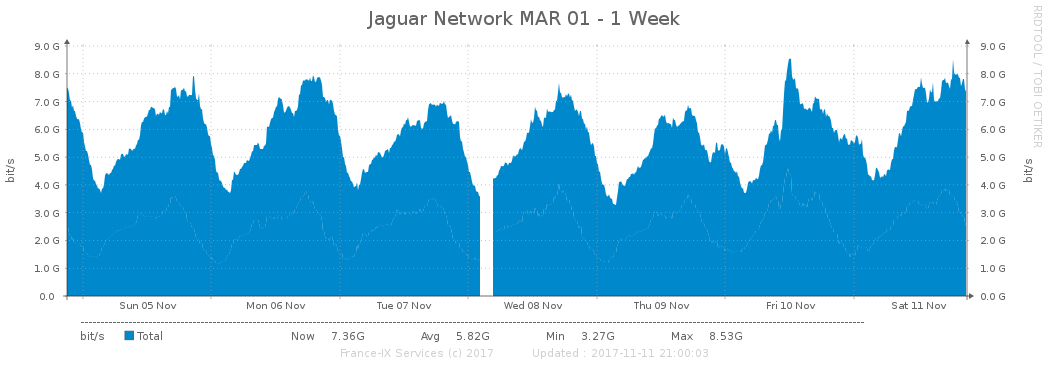 Jaguar Network MAR 01 - 1 Week
RRDTOOL / TOBI OETIKER
bit/s
9.0 G 9.0 G
8.0 G 8.0 G
7.0 G 7.0 G
6.0 G 6.0 G
5.0 G 5.0 G
4.0 G 4.0 G
3.0 G 3.0 G
2.0 G 2.0 G
1.0 G 1.0 G
0.0 0.0 G
bit/s
Sun 05 Nov Mon 06 Nov Tue 07 Nov Wed 08 Nov Thu 09 Nov Fri 10 Nov Sat 11 Nov
bit/s Total Now 7.36G Avg 5.82G Min 3.27G Max 8.53G
France-IX Services (c) 2017 Updated : 2017-11-11 21:00:03